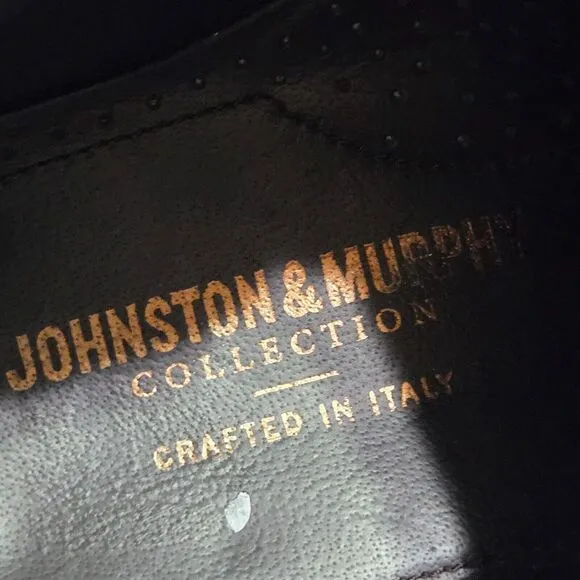 JOHNSTON & MURPHY
COLLECTION
CRAFTED IN ITALY